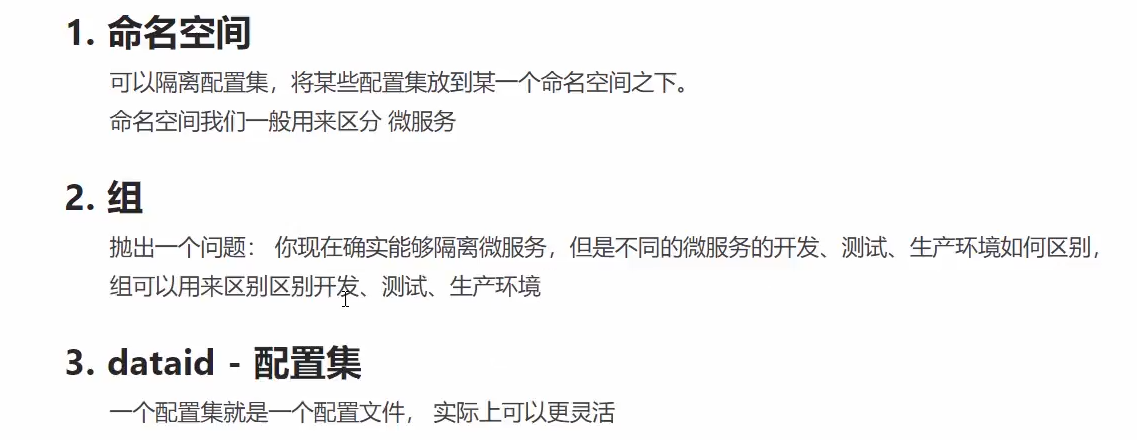 1. 命名空间
可以隔离配置集，将某些配置集放到某一个命名空间之下。
命名空间我们一般用来区分 微服务
2. 组
抛出一个问题： 你现在确实能够隔离微服务，但是不同的微服务的开发、测试、生产环境如何区别，
组可以用来区别区别开发、测试、生产环境
3. dataid - 配置集
一个配置集就是一个配置文件， 实际上可以更灵活